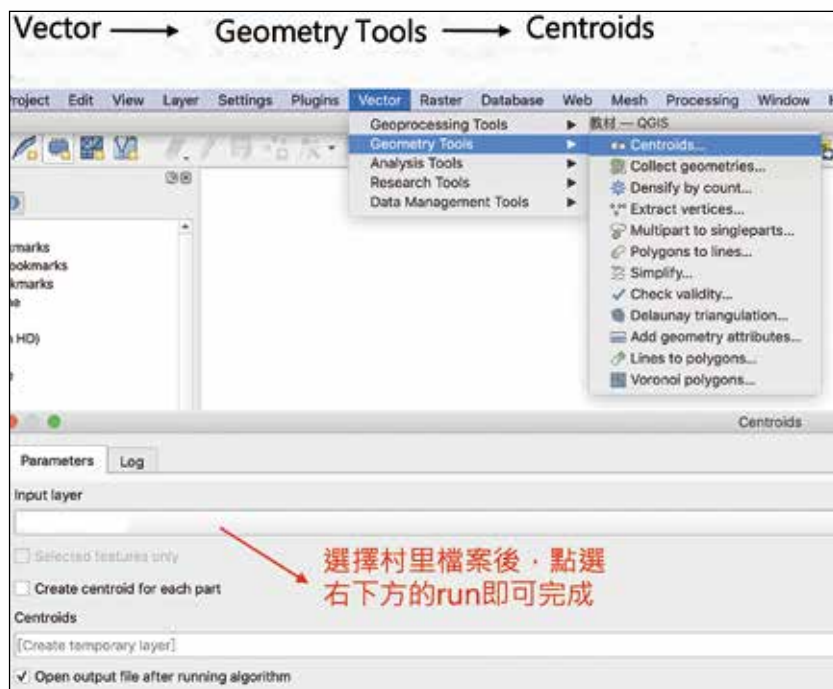 Vector → Geometry Tools → Centroids
Project Edit View Layer Settings Plugins Vector Raster Database Web Mesh Processing Window
教材 — QGIS
Geoprocessing Tools
Geometry Tools
Analysis Tools
Research Tools
Data Management Tools
Centroids...
Collect geometries...
Densify by count...
Extract vertices...
Multipart to singleparts...
Polygons to lines...
Simplify...
Check validity...
Delaunay triangulation...
Add geometry attributes...
Lines to polygons...
Voronoi polygons...
kmarks
ookmarks
kmarks
HD)
Centroids
Parameters Log
Input layer
Selected features only
選擇村里檔案後，點選
右下方的run即可完成
Create centroid for each part
Centroids
[Create temporary layer]
Open output file after running algorithm